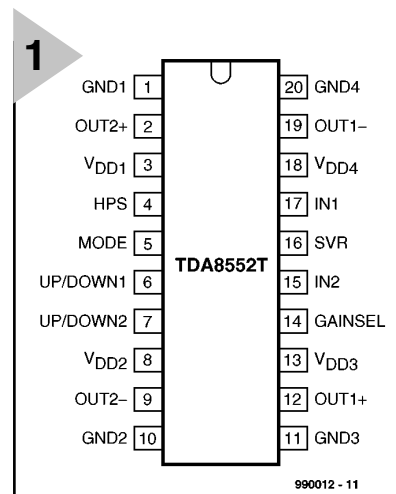 1
GND1 1 20 GND4
OUT2+ 2 19 OUT1–
VDD1 3 18 VDD4
HPS 4 17 IN1
MODE 5 16 SVR
TDA8552T
UP/DOWN1 6 15 IN2
UP/DOWN2 7 14 GAINSEL
VDD2 8 13 VDD3
OUT2– 9 12 OUT1+
GND2 10 11 GND3
990012 - 11